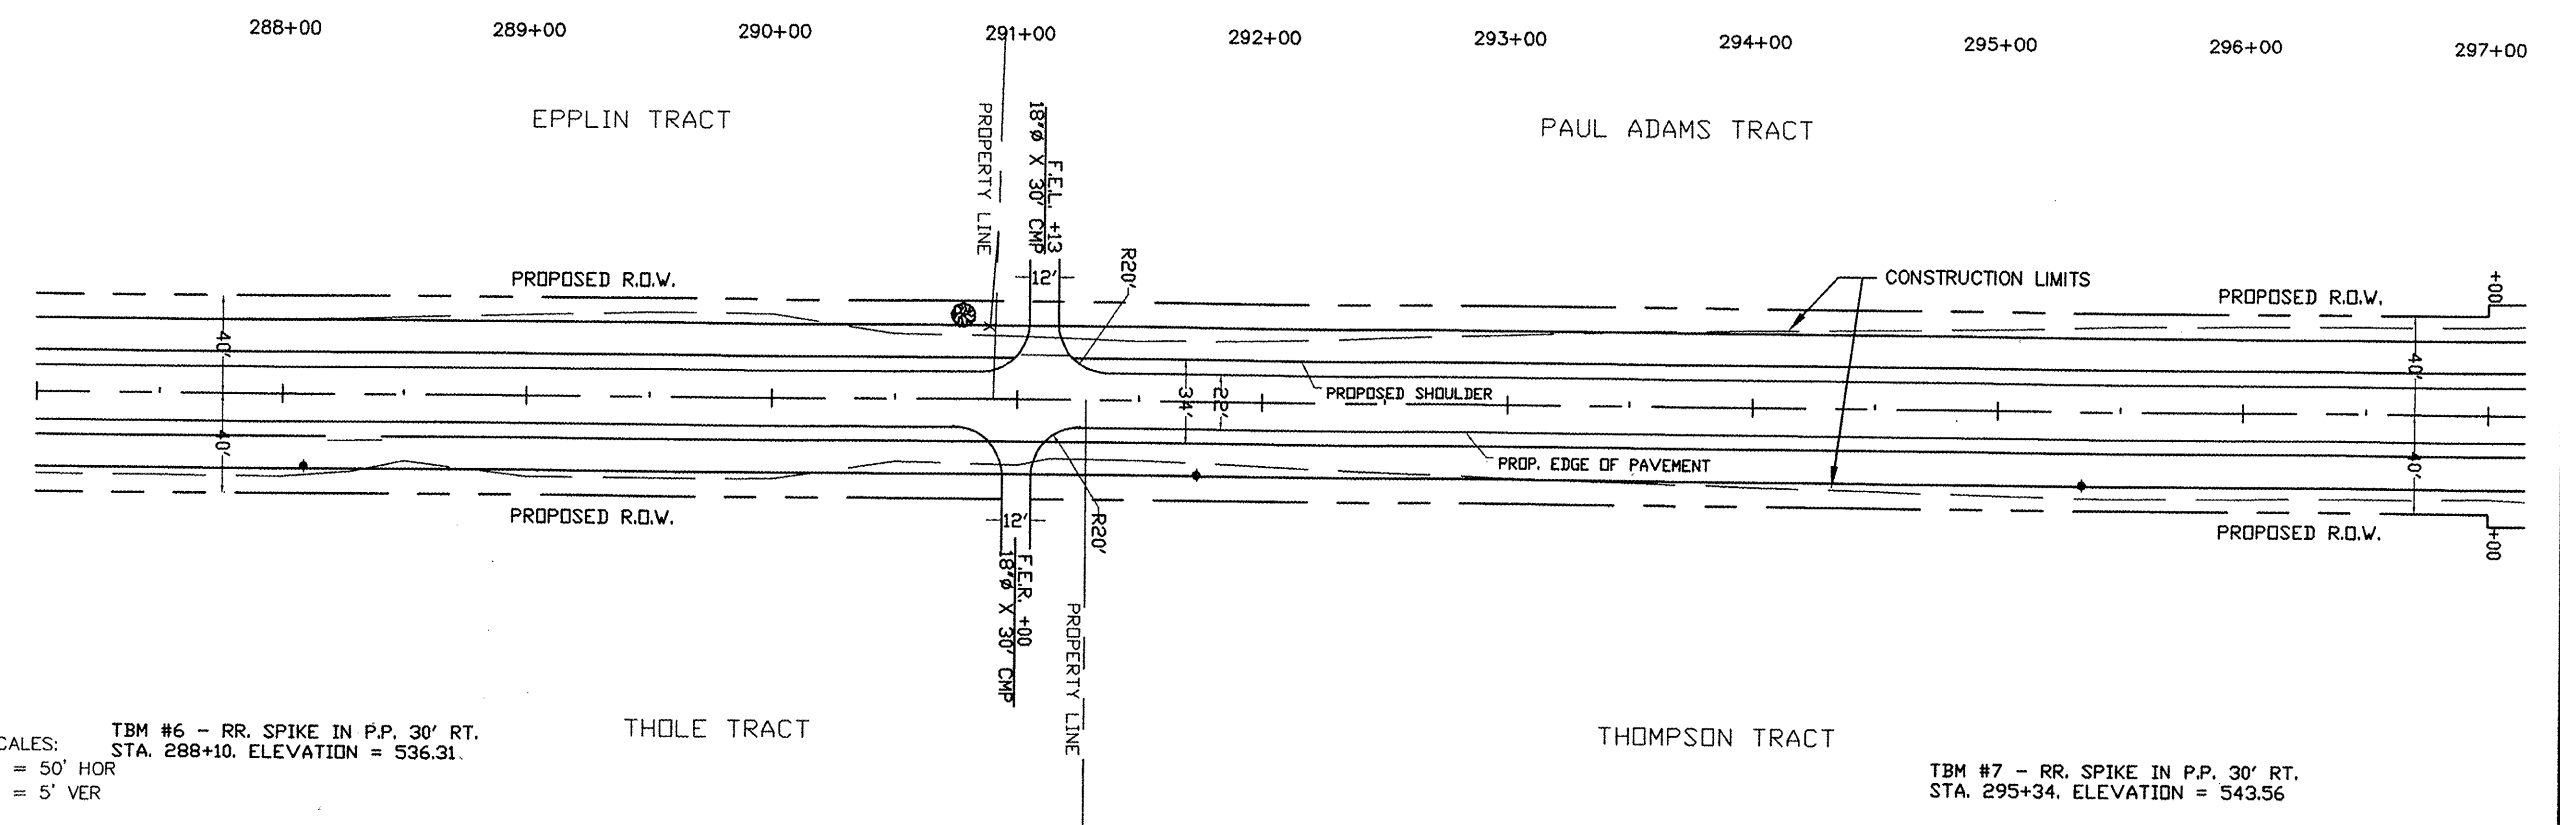 288+00 289+00 290+00 291+00 292+00 293+00 294+00 295+00 296+00 297+00
EPPLIN TRACT
PAUL ADAMS TRACT
PROPERTY LINE
18"ø X 30' CMP
F.E.L. +13
12'
R20'
PROPOSED R.O.W.
CONSTRUCTION LIMITS
PROPOSED R.O.W.
+00
40'
40'
34'
22'
PROPOSED SHOULDER
40'
40'
PROP. EDGE OF PAVEMENT
PROPOSED R.O.W.
12'
R20'
PROPOSED R.O.W.
+00
F.E.R. +00
18"ø X 30' CMP
PROPERTY LINE
THOLE TRACT
THOMPSON TRACT
TBM #6 - RR. SPIKE IN P.P. 30' RT.
STA. 288+10. ELEVATION = 536.31
CALES:
= 50' HOR
= 5' VER
TBM #7 - RR. SPIKE IN P.P. 30' RT.
STA. 295+34. ELEVATION = 543.56